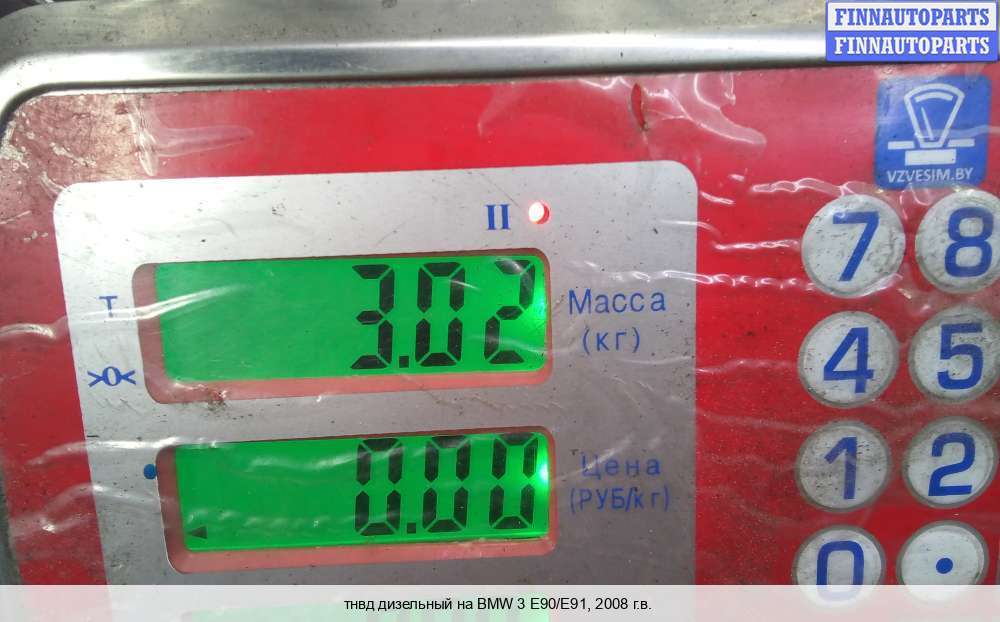 FINNAUTOPARTS
FINNAUTOPARTS
VZVESIM.BY
II
7 8
3.02
Т
Масса
(кг)
>0<
4 5
0.00
Цена
(РУБ/кг)
1 2
0 .
тнвд дизельный на BMW 3 E90/E91, 2008 г.в.